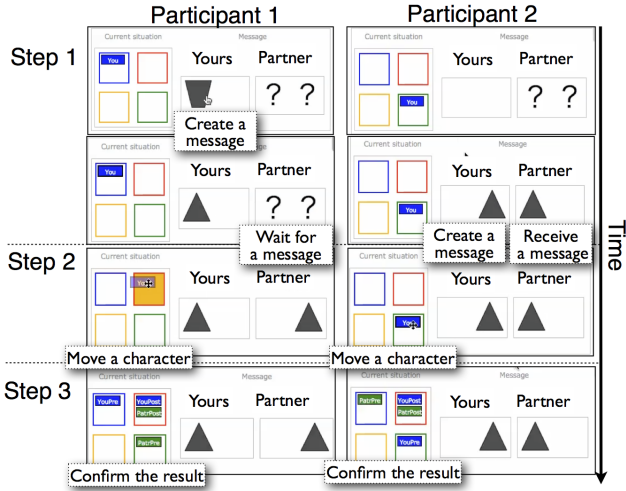 Participant 1
Participant 2
Step 1
Current situation
Message
Yours
Partner
You
? ?
Create a
message
Current situation
Message
Yours
Partner
You
? ?
Current situation
Message
Yours
Partner
You
? ?
Wait for
a message
Current situation
Message
Yours
Partner
You
Create a
message
Receive
a message
Time
Step 2
Current situation
Message
Yours
Partner
Move a character
Current situation
Message
Yours
Partner
You
Move a character
Step 3
Current situation
Message
Yours
Partner
YouPre
YouPost
PatrPost
PatrPre
Confirm the result
Current situation
Message
Yours
Partner
PatrPre
YouPost
PatrPost
YouPre
Confirm the result